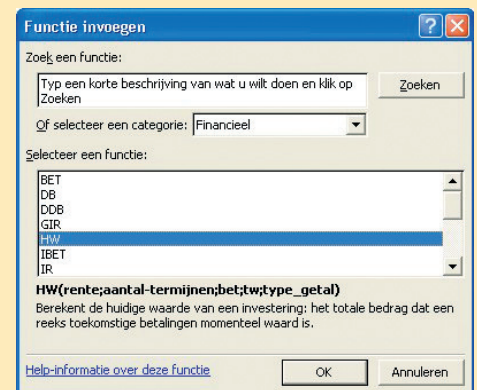 Functie invoegen
Zoek een functie:
Typ een korte beschrijving van wat u wilt doen en klik op
Zoeken
Zoeken
Of selecteer een categorie: Financieel
Selecteer een functie:
BET
DB
DDB
GIR
HW
IBET
IR
HW(rente;aantal-termijnen;bet;tw;type_getal)
Berekent de huidige waarde van een investering: het totale bedrag dat een
reeks toekomstige betalingen momenteel waard is.
Help-informatie over deze functie
OK
Annuleren